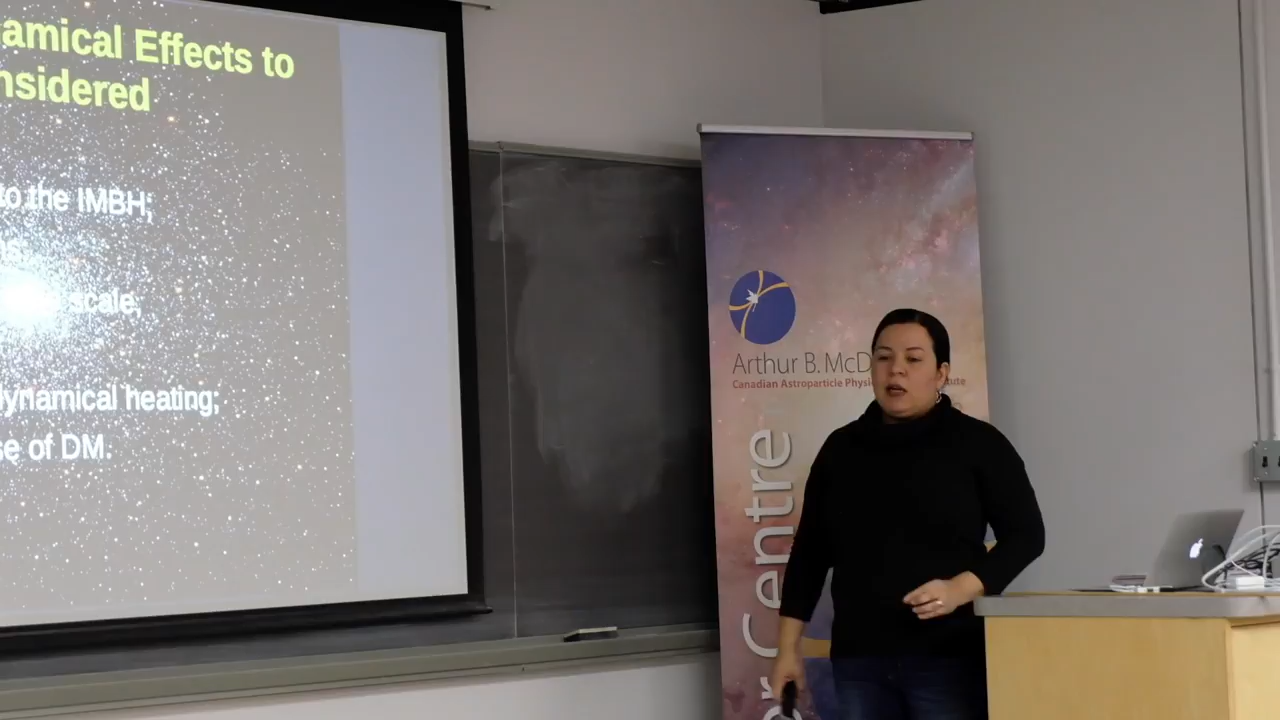 amical Effects to
nsidered
to the IMBH;
scale;
dynamical heating;
se of DM.
Arthur B. McD
Canadian Astroparticle Physi
ute
r Centre